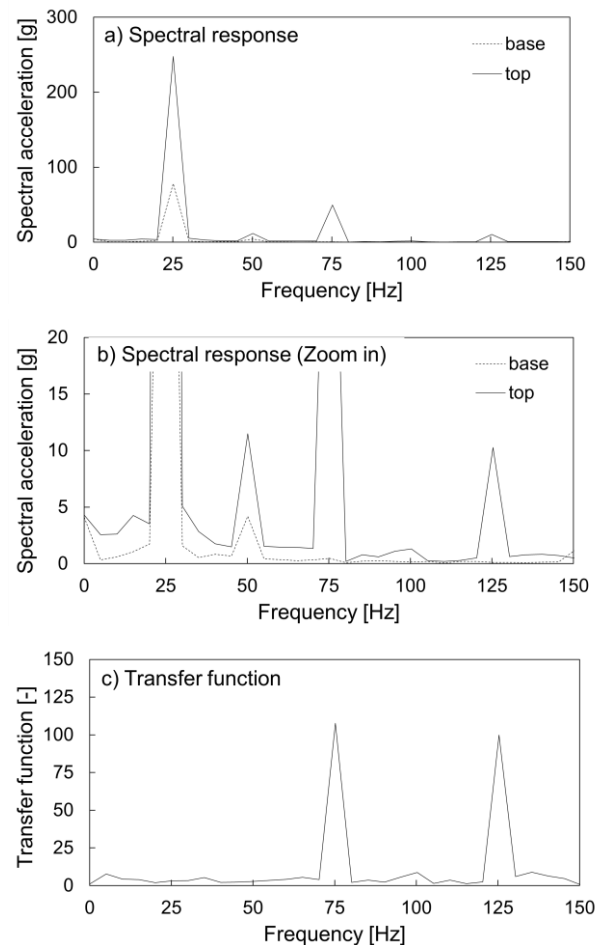 a) Spectral response
base
top
Spectral acceleration [g]
300
200
100
0
0 25 50 75 100 125 150
Frequency [Hz]
b) Spectral response (Zoom in)
base
top
Spectral acceleration [g]
20
15
10
5
0
0 25 50 75 100 125 150
Frequency [Hz]
c) Transfer function
Transfer function [-]
150
125
100
75
50
25
0
0 25 50 75 100 125 150
Frequency [Hz]